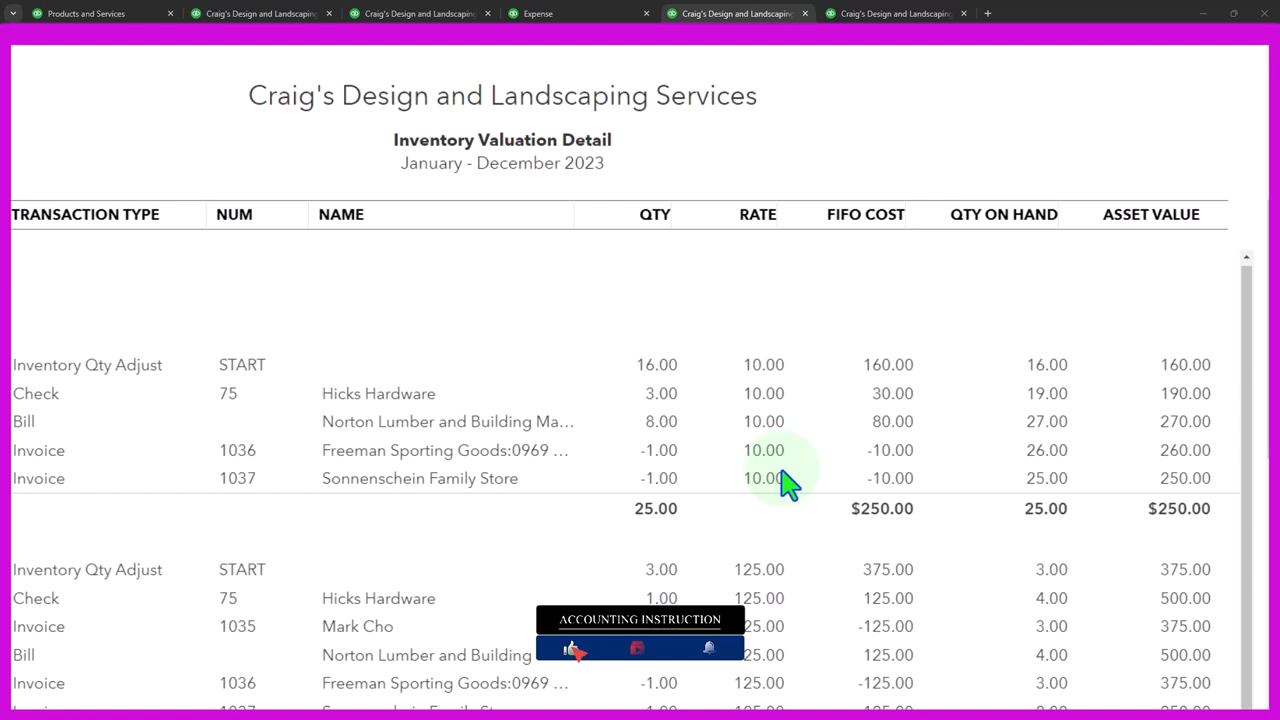 Products and Services
Craig's Design and Landscaping
Craig's Design and Landscaping
Expense
Craig's Design and Landscaping
Craig's Design and Landscaping
Craig's Design and Landscaping Services
Inventory Valuation Detail
January - December 2023
TRANSACTION TYPE NUM NAME QTY RATE FIFO COST QTY ON HAND ASSET VALUE
Inventory Qty Adjust START 16.00 10.00 160.00 16.00 160.00
Check 75 Hicks Hardware 3.00 10.00 30.00 19.00 190.00
Bill Norton Lumber and Building Ma... 8.00 10.00 80.00 27.00 270.00
Invoice 1036 Freeman Sporting Goods:0969 ... -1.00 10.00 -10.00 26.00 260.00
Invoice 1037 Sonnenschein Family Store -1.00 10.00 -10.00 25.00 250.00
25.00 $250.00 25.00 $250.00
Inventory Qty Adjust START 3.00 125.00 375.00 3.00 375.00
Check 75 Hicks Hardware 1.00 125.00 125.00 4.00 500.00
ACCOUNTING INSTRUCTION
Invoice 1035 Mark Cho -125.00 3.00 375.00
Bill Norton Lumber and Building 125.00 4.00 500.00
Invoice 1036 Freeman Sporting Goods:0969 ... -1.00 125.00 -125.00 3.00 375.00